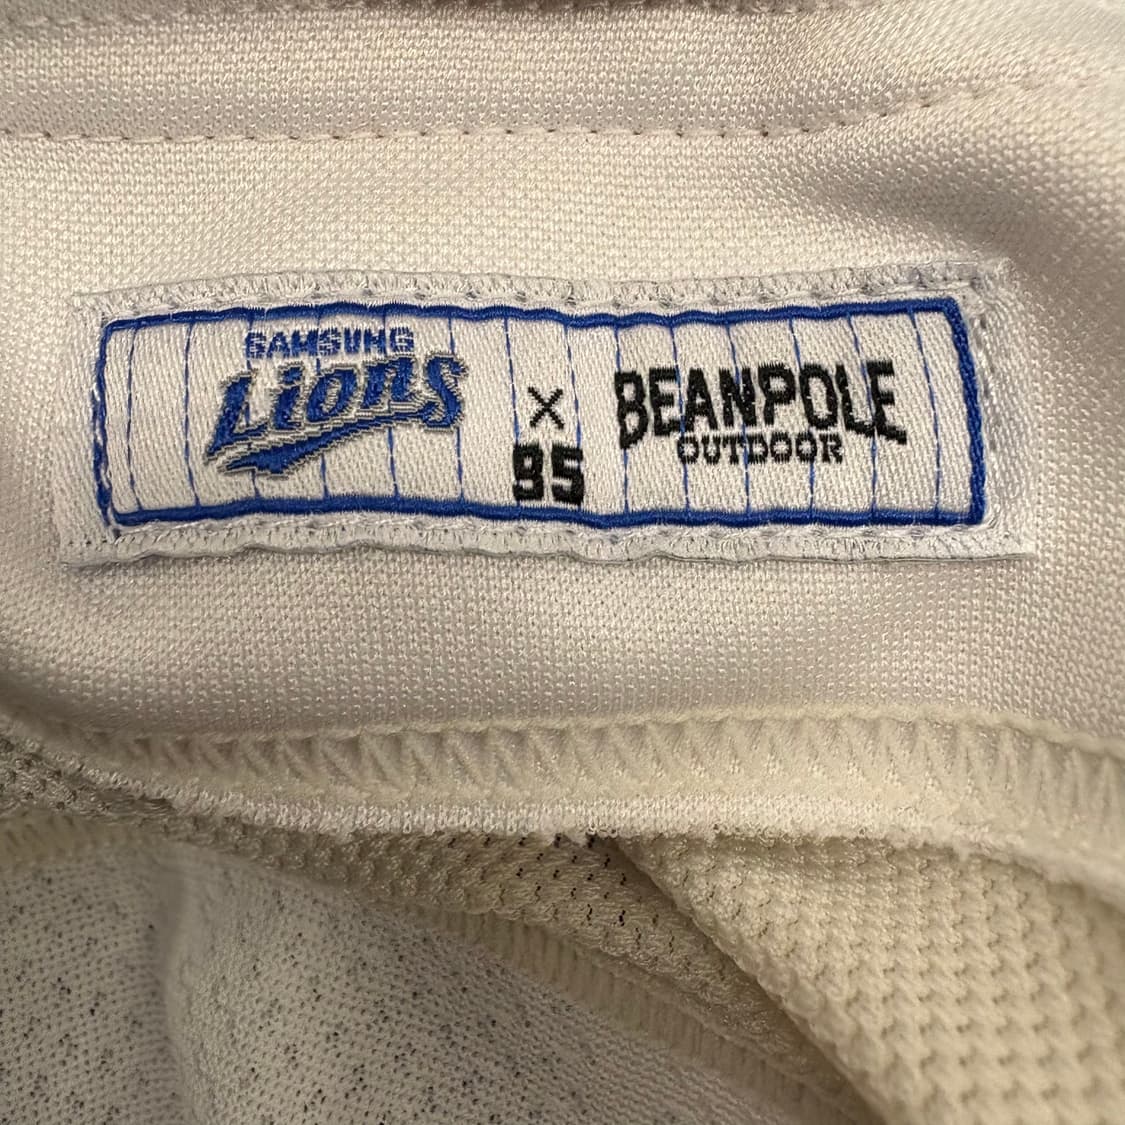 SAMSUNG
Lions
×
95
BEANPOLE
OUTDOOR